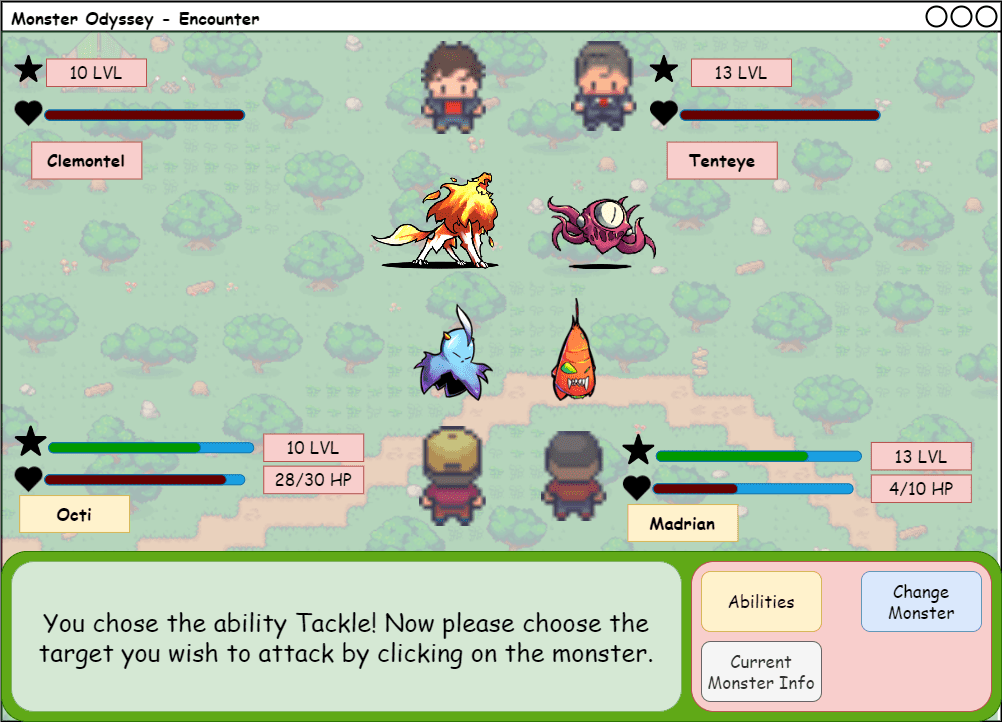 Monster Odyssey - Encounter
10 LVL
13 LVL
Clemontel
Tenteye
10 LVL
28/30 HP
Octi
13 LVL
4/10 HP
Madrian
You chose the ability Tackle! Now please choose the
target you wish to attack by clicking on the monster.
Abilities
Change
Monster
Current
Monster Info